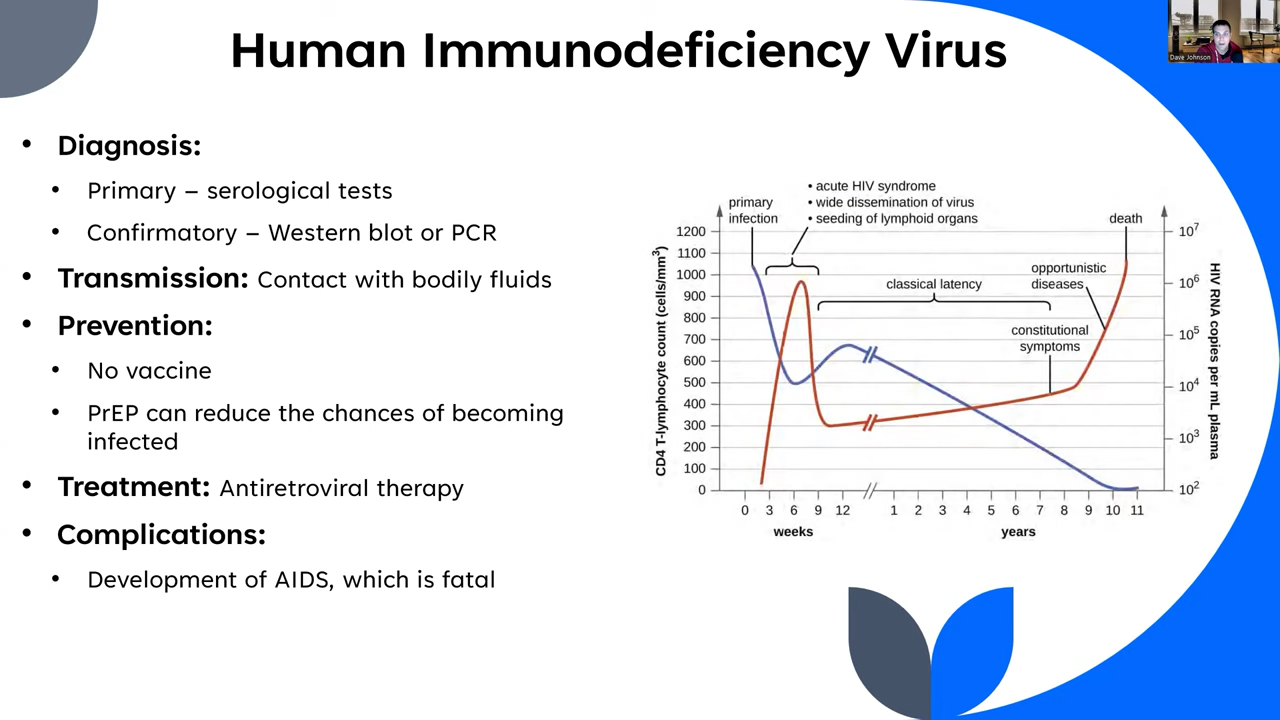 Human Immunodeficiency Virus
Dave Johnson
• Diagnosis:
• Primary – serological tests
• Confirmatory – Western blot or PCR
• Transmission: Contact with bodily fluids
• Prevention:
• No vaccine
• PrEP can reduce the chances of becoming
infected
• Treatment: Antiretroviral therapy
• Complications:
• Development of AIDS, which is fatal
• acute HIV syndrome
• wide dissemination of virus
• seeding of lymphoid organs
primary
infection
death
classical latency
opportunistic
diseases
constitutional
symptoms
CD4 T-lymphocyte count (cells/mm³)
1200
1100
1000
900
800
700
600
500
400
300
200
100
0
10⁷
10⁶
10⁵
10⁴
10³
10²
HIV RNA copies per mL plasma
0 3 6 9 12 1 2 3 4 5 6 7 8 9 10 11
weeks years